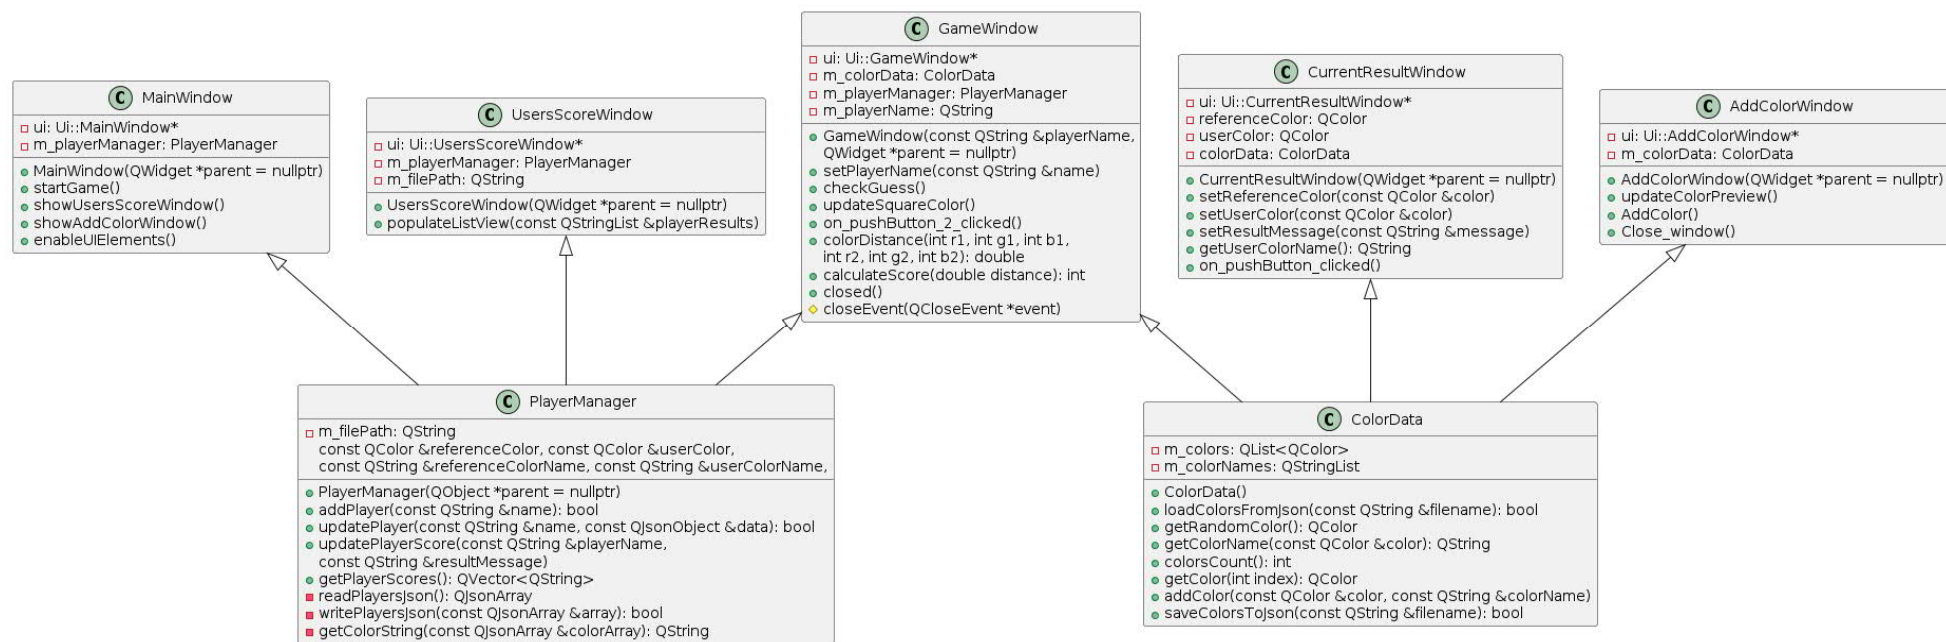 C MainWindow
ui: Ui::MainWindow*
m_playerManager: PlayerManager
MainWindow(QWidget *parent = nullptr)
startGame()
showUsersScoreWindow()
showAddColorWindow()
enableUIElements()
C UsersScoreWindow
ui: Ui::UsersScoreWindow*
m_playerManager: PlayerManager
m_filePath: QString
UsersScoreWindow(QWidget *parent = nullptr)
populateListView(const QStringList &playerResults)
C GameWindow
ui: Ui::GameWindow*
m_colorData: ColorData
m_playerManager: PlayerManager
m_playerName: QString
GameWindow(const QString &playerName,
QWidget *parent = nullptr)
setPlayerName(const QString &name)
checkGuess()
updateSquareColor()
on_pushButton_2_clicked()
colorDistance(int r1, int g1, int b1,
int r2, int g2, int b2): double
calculateScore(double distance): int
closed()
closeEvent(QCloseEvent *event)
C CurrentResultWindow
ui: Ui::CurrentResultWindow*
referenceColor: QColor
userColor: QColor
colorData: ColorData
CurrentResultWindow(QWidget *parent = nullptr)
setReferenceColor(const QColor &color)
setUserColor(const QColor &color)
setResultMessage(const QString &message)
getUserColorName(): QString
on_pushButton_clicked()
C AddColorWindow
ui: Ui::AddColorWindow*
m_colorData: ColorData
AddColorWindow(QWidget *parent = nullptr)
updateColorPreview()
AddColor()
Close_window()
C PlayerManager
m_filePath: QString
const QColor &referenceColor, const QColor &userColor,
const QString &referenceColorName, const QString &userColorName,
PlayerManager(QObject *parent = nullptr)
addPlayer(const QString &name): bool
updatePlayer(const QString &name, const QJsonObject &data): bool
updatePlayerScore(const QString &playerName,
const QString &resultMessage)
getPlayerScores(): QVector<QString>
readPlayersJson(): QJsonArray
writePlayersJson(const QJsonArray &array): bool
getColorString(const QJsonArray &colorArray): QString
C ColorData
m_colors: QList<QColor>
m_colorNames: QStringList
ColorData()
loadColorsFromJson(const QString &filename): bool
getRandomColor(): QColor
getColorName(const QColor &color): QString
colorsCount(): int
getColor(int index): QColor
addColor(const QColor &color, const QString &colorName)
saveColorsToJson(const QString &filename): bool